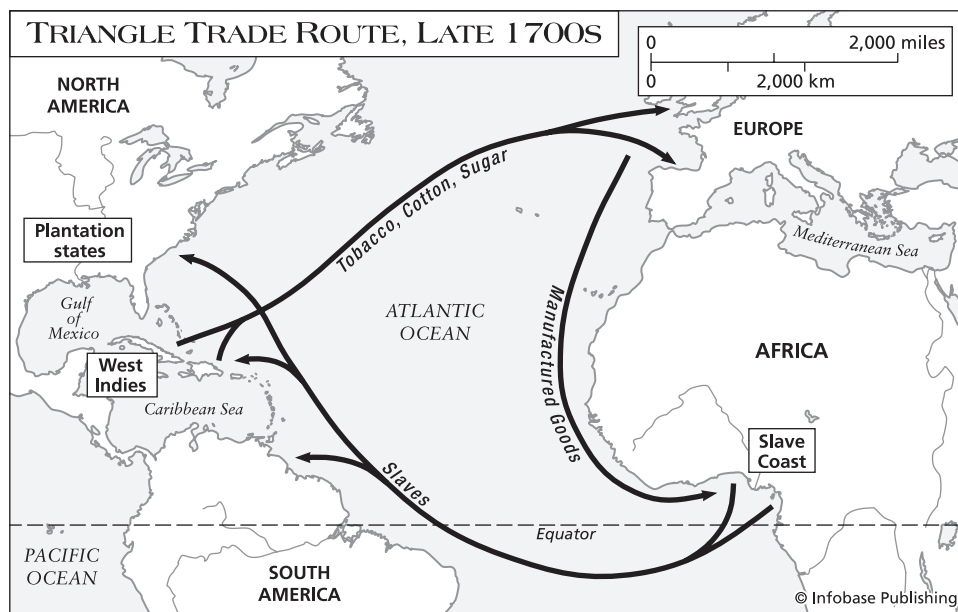 TRIANGLE TRADE ROUTE, LATE 1700S
0 2,000 miles
0 2,000 km
NORTH
AMERICA
EUROPE
Plantation
states
Tobacco, Cotton, Sugar
Mediterranean Sea
Gulf
of
Mexico
ATLANTIC
OCEAN
Manufactured Goods
AFRICA
West
Indies
Caribbean Sea
Slave
Coast
Slaves
Equator
PACIFIC
OCEAN
SOUTH
AMERICA
© Infobase Publishing